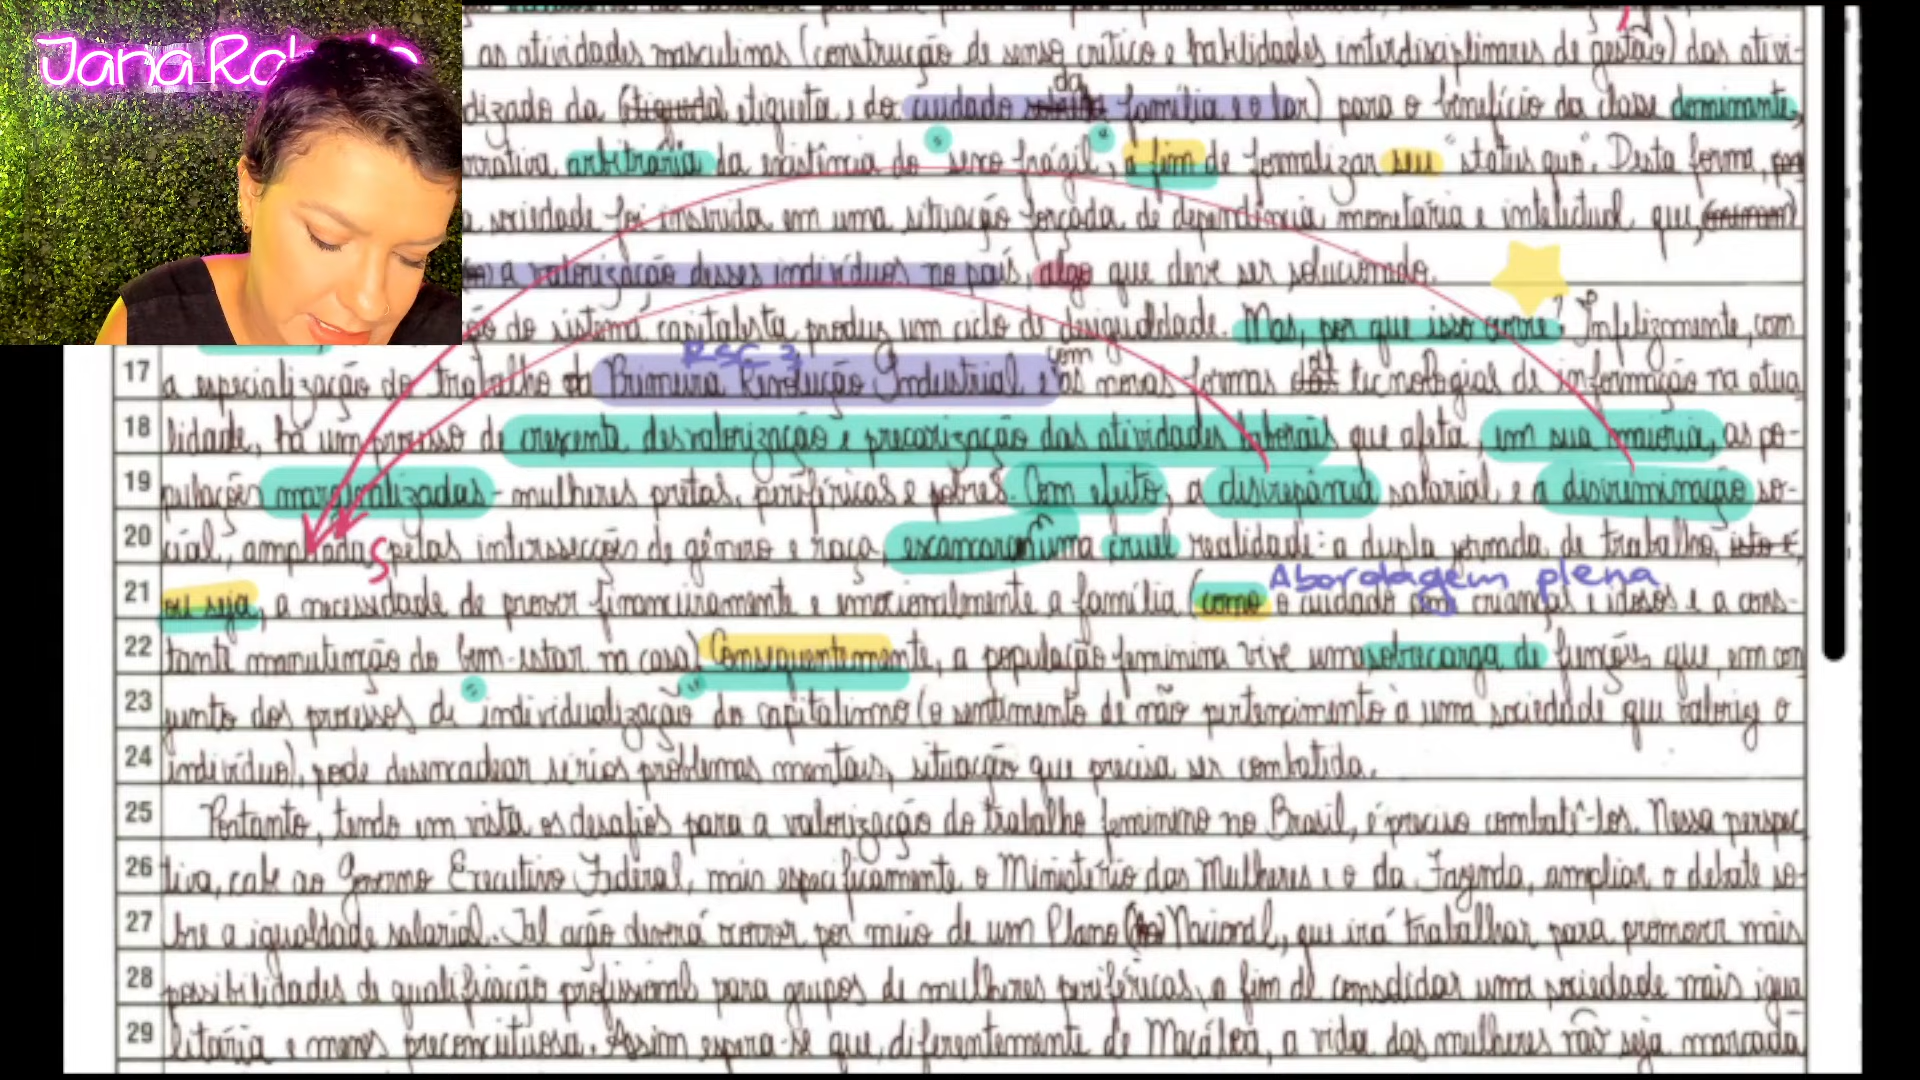 Jana Ra
as atividades masculinas (construção de senso crítico e habilidades interdisciplinares de gestão) das ativi-
da
dizado da etiqueta e do cuidado família e o lar) para o benefício da classe dominante,
rrativa arbitrária da existência do "sexo frágil", a fim de formalizar seu "status quo". Desta forma,
a sociedade foi inserida em uma situação forçada de dependência monetária e intelectual que,
a valorização desses indivíduos no país, algo que deve ser solucionado.
do sistema capitalista produz um ciclo de desigualdade. Mas, por que isso ocorre? Infelizmente, com
RSC 3
com
17 a especialização do trabalho da Primeira Revolução Industrial e as novas formas tecnologias de informação na atua
18 lidade, há um processo de crescente desvalorização e precarização das atividades laborais que afeta, em sua maioria, as po-
19 pulações marginalizadas - mulheres pretas, periféricas e pobres. Com efeito, a discrepância salarial e a discriminação so-
20 cial, ampliadas pelas intersecções de gênero e raça, escancaram uma cruel realidade: a dupla jornada de trabalho,
Abordagem plena
21 ou seja, a necessidade de prover financeiramente e emocionalmente a família (como o cuidado crianças e idosos e a cons-
22 tante manutenção do bem-estar na casa). Consequentemente, a população feminina vive uma sobrecarga de funções que, em con
23 junto dos processos de "individualização" do capitalismo (o sentimento de não pertencimento a uma sociedade que valoriz o
24 indivíduo), pode desencadear sérios problemas mentais, situação que precisa ser combatida.
25 Portanto, tendo em vista os desafios para a valorização do trabalho feminino no Brasil, é preciso combatê-los. Nessa perspec
26 tiva, cabe ao Governo Executivo Federal, mais especificamente o Ministério das Mulheres e o da Fazenda, ampliar o debate so-
27 bre a igualdade salarial. Tal ação deverá ocorrer por meio de um Plano Nacional, que irá trabalhar para promover mais
28 possibilidades de qualificação profissional para grupos de mulheres periféricas, a fim de consolidar uma sociedade mais igua
29 litária e menos preconceituosa. Assim espera-se que, diferentemente de Macabéa, a vida das mulheres não seja marcada